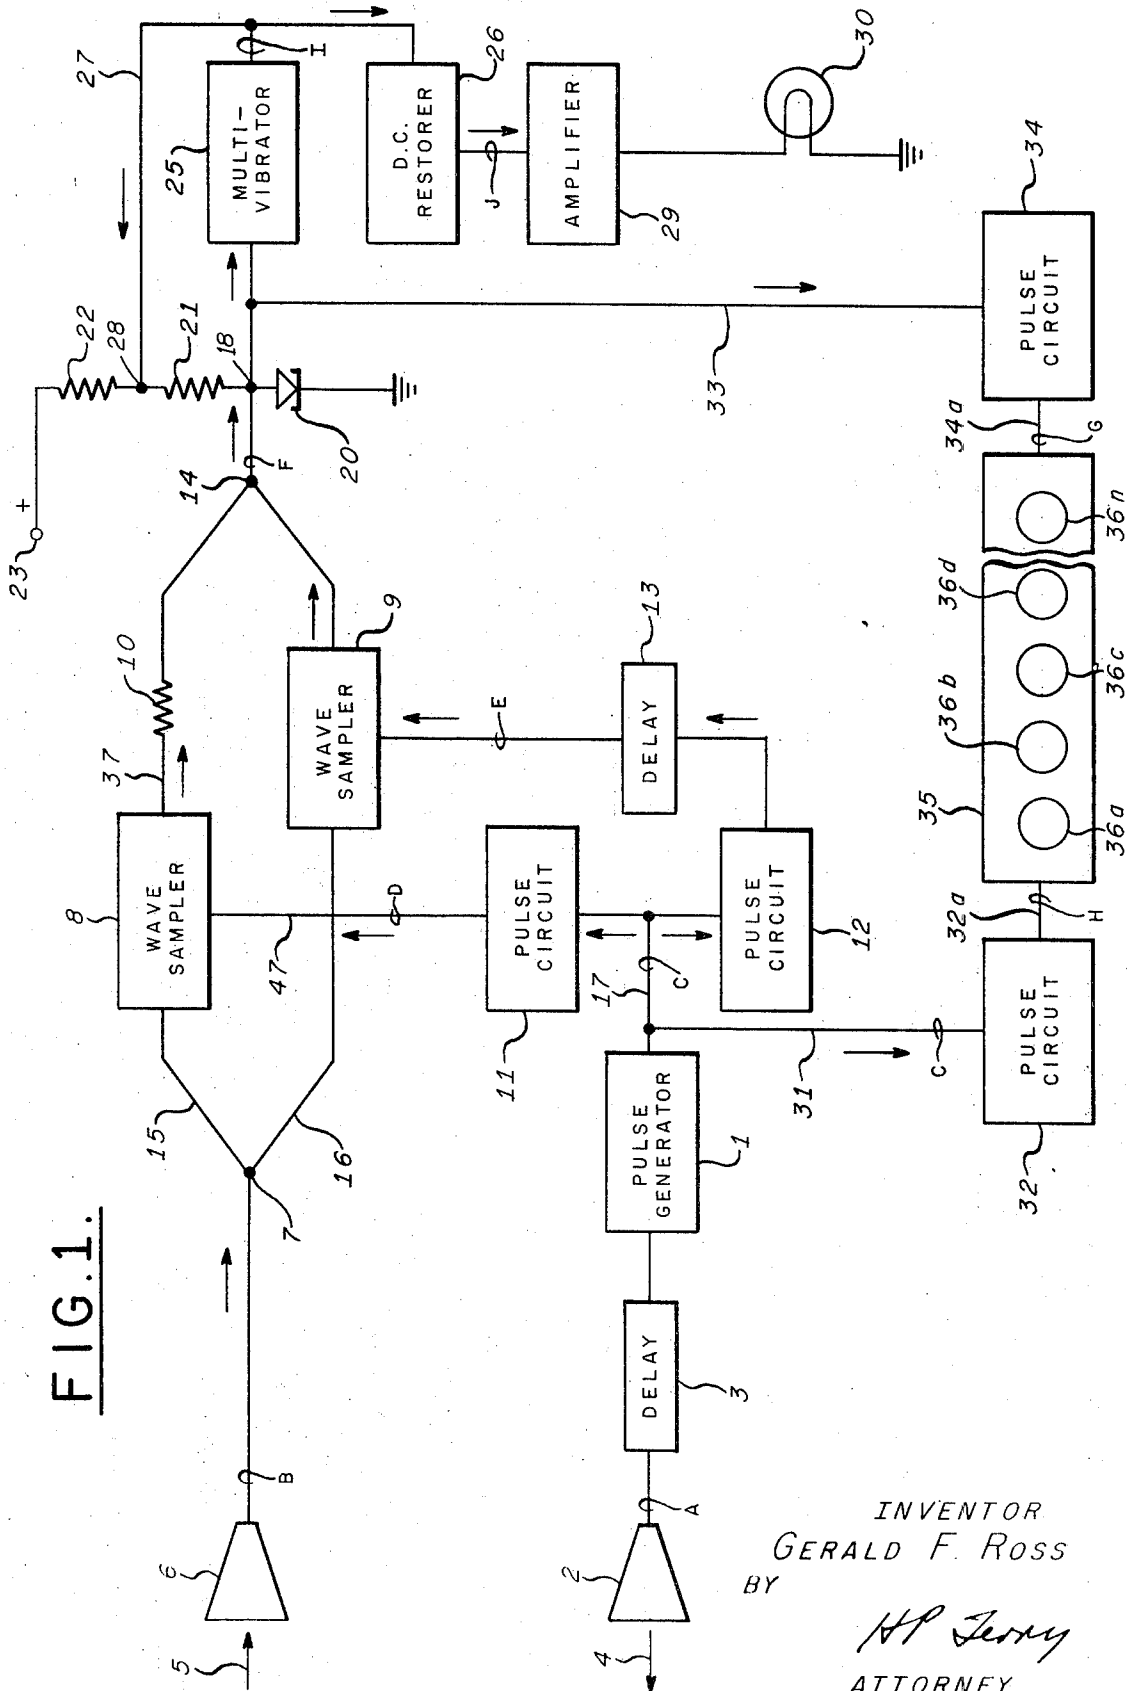 FIG.1.
5
6
B
7
15
16
8
WAVE
SAMPLER
37
10
47
D
WAVE
SAMPLER
9
14
F
23
+
22
28
21
18
20
27
25
MULTI-
VIBRATOR
I
D.C.
RESTORER
26
J
AMPLIFIER
29
30
4
2
A
DELAY
3
PULSE
GENERATOR
1
17
C
PULSE
CIRCUIT
11
PULSE
CIRCUIT
12
DELAY
13
E
31
C
33
PULSE
CIRCUIT
32
32a
H
35
36a
36b
36c
36d
36n
34a
G
PULSE
CIRCUIT
34
INVENTOR
GERALD F. ROSS
BY
HP Terry
ATTORNEY